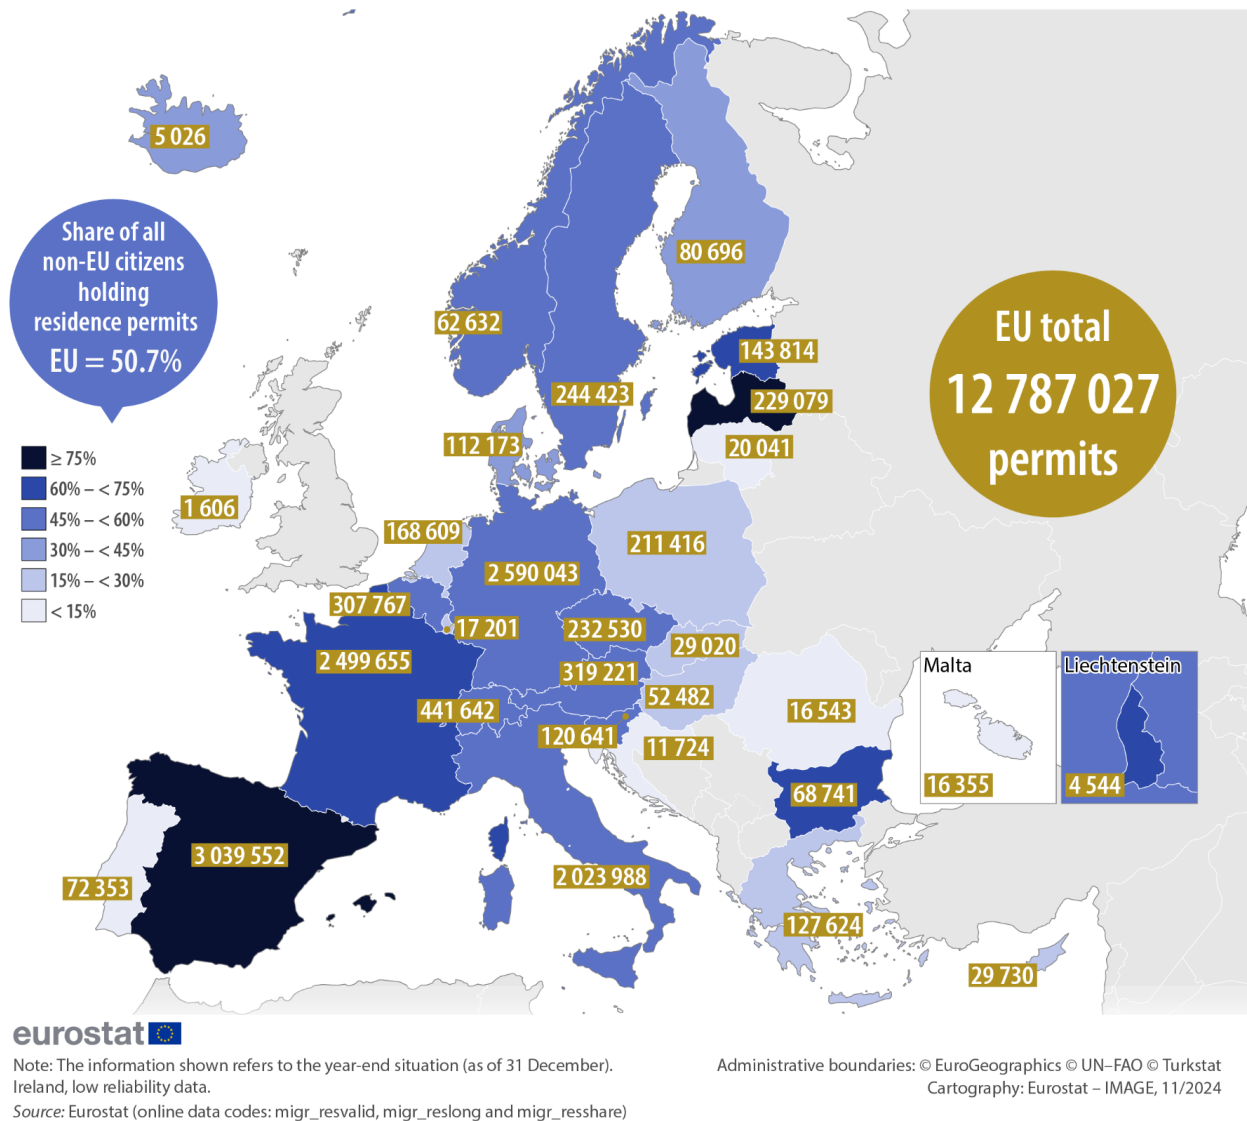 5 026
Share of all
non-EU citizens
holding
residence permits
EU = 50.7%
≥ 75%
60% – < 75%
45% – < 60%
30% – < 45%
15% – < 30%
< 15%
80 696
62 632
244 423
143 814
229 079
20 041
112 173
1 606
168 609
211 416
2 590 043
307 767
17 201
232 530
29 020
2 499 655
319 221
52 482
441 642
120 641
11 724
16 543
68 741
3 039 552
72 353
2 023 988
127 624
29 730
EU total
12 787 027
permits
Malta
16 355
Liechtenstein
4 544
eurostat
Note: The information shown refers to the year-end situation (as of 31 December).
Ireland, low reliability data.
Source: Eurostat (online data codes: migr_resvalid, migr_reslong and migr_resshare)
Administrative boundaries: © EuroGeographics © UN–FAO © Turkstat
Cartography: Eurostat – IMAGE, 11/2024